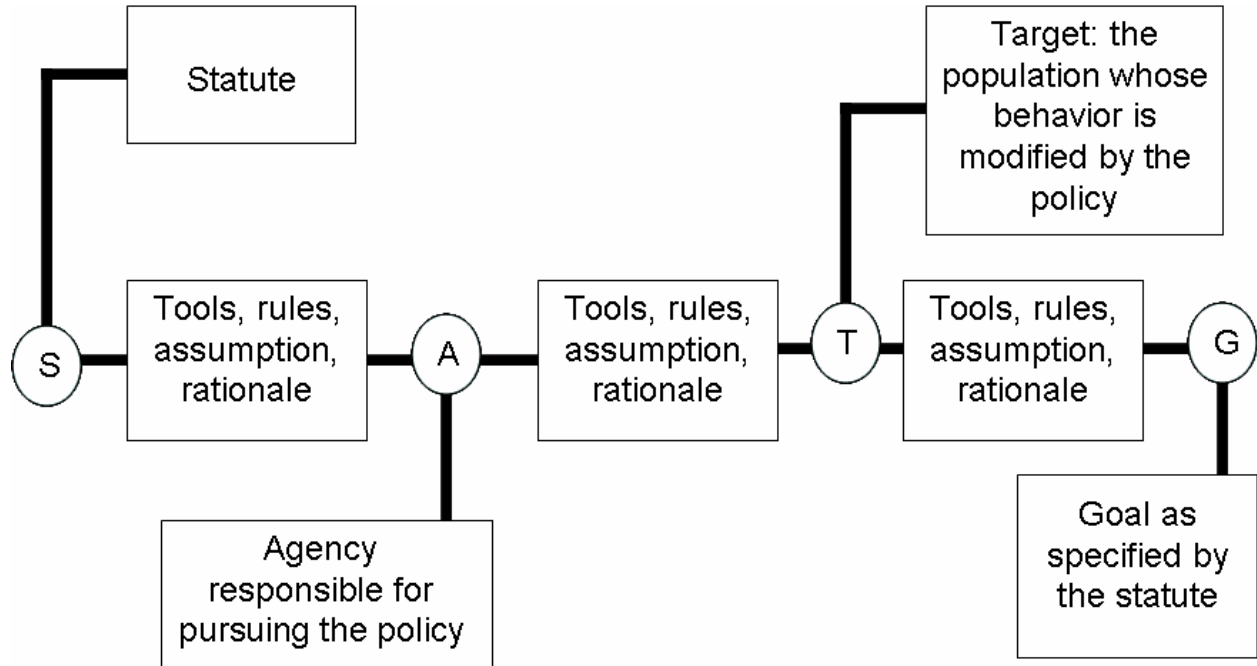 Statute
Target: the
population whose
behavior is
modified by the
policy
S
Tools, rules,
assumption,
rationale
A
Tools, rules,
assumption,
rationale
T
Tools, rules,
assumption,
rationale
G
Agency
responsible for
pursuing the policy
Goal as
specified by
the statute